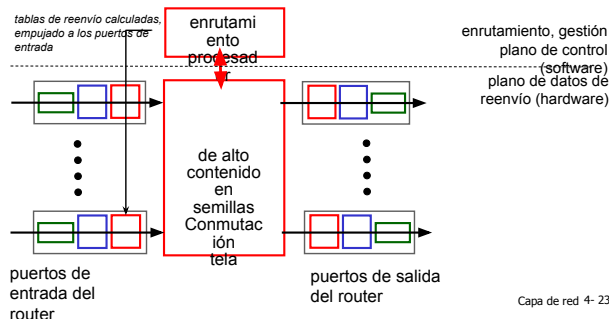 tablas de reenvío calculadas,
empujado a los puertos de
entrada
enrutami
ento
procesad
r
enrutamiento, gestión
plano de control
(software)
plano de datos de
reenvío (hardware)
de alto
contenido
en
semillas
Conmutac
ión
tela
puertos de
entrada del
router
puertos de salida
del router
Capa de red 4- 23